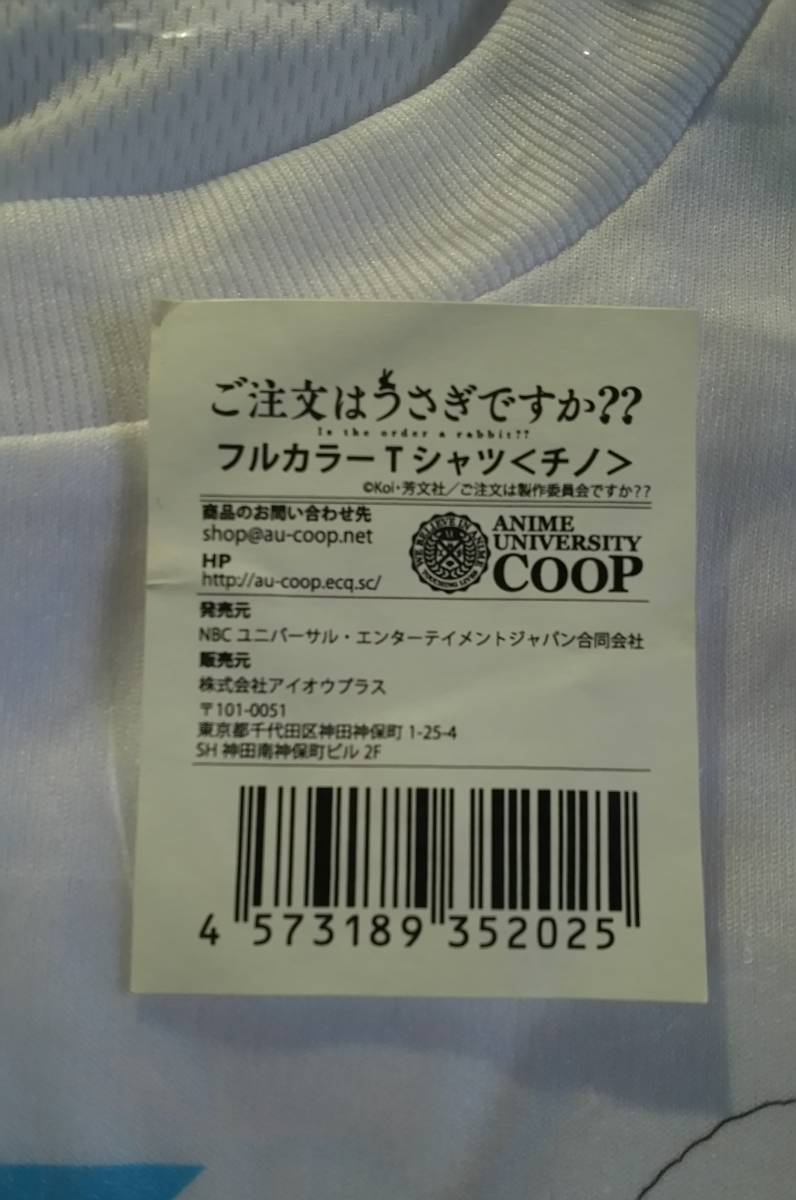 ご注文はうさぎですか??
Is the order a rabbit??
フルカラーTシャツ<チノ>
©Koi・芳文社/ご注文は製作委員会ですか??
商品のお問い合わせ先
shop@au-coop.net
HP
http://au-coop.ecq.sc/
WE BELIEVE IN ANIME
TOUCHING LIVES
ANIME
UNIVERSITY
COOP
発売元
NBC ユニバーサル・エンターテイメントジャパン合同会社
販売元
株式会社アイオウプラス
〒101-0051
東京都千代田区神田神保町 1-25-4
SH 神田南神保町ビル 2F
4 573189 352025